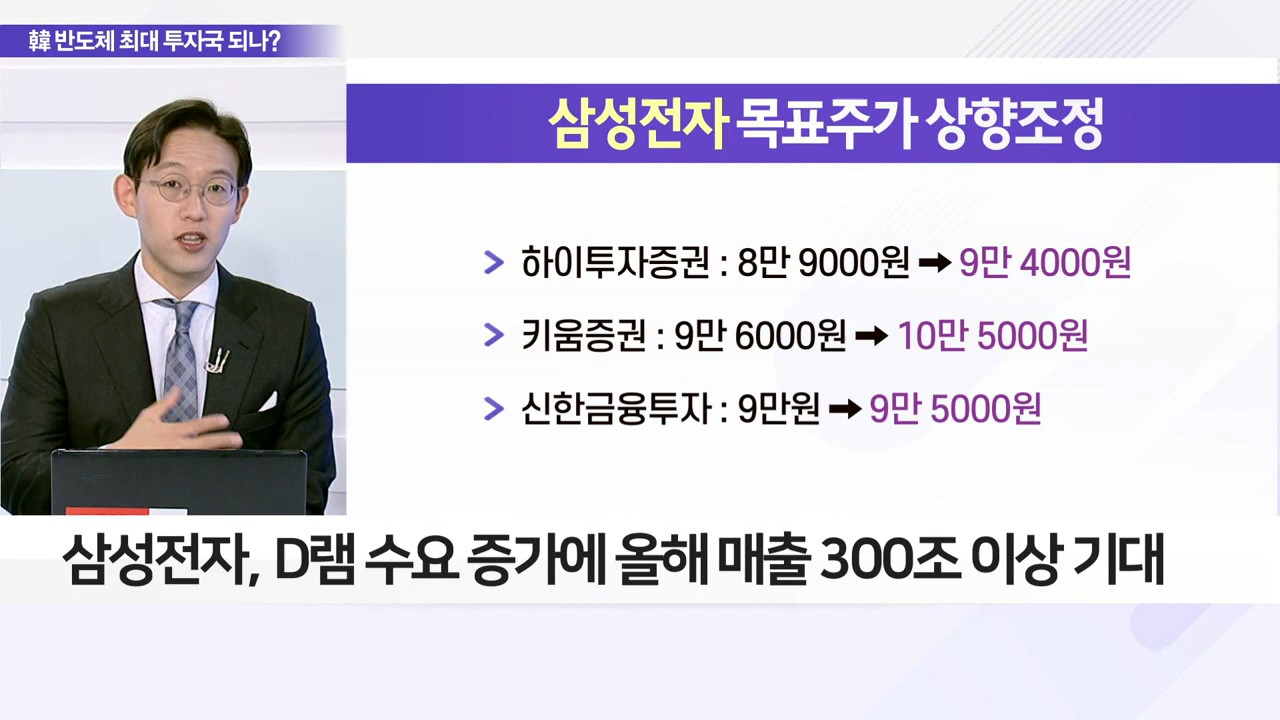 韓 반도체 최대 투자국 되나?
삼성전자 목표주가 상향조정
> 하이투자증권 : 8만 9000원 ➡ 9만 4000원
> 키움증권 : 9만 6000원 ➡ 10만 5000원
> 신한금융투자 : 9만원 ➡ 9만 5000원
삼성전자, D램 수요 증가에 올해 매출 300조 이상 기대